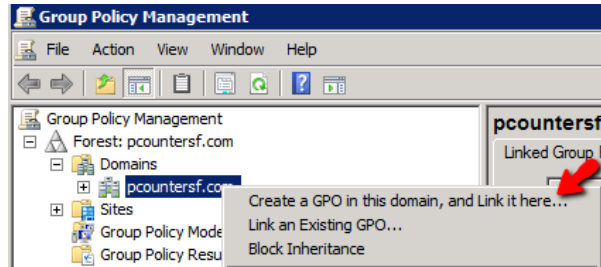 Group Policy Management
File Action View Window Help
Group Policy Management
Forest: pcountersf.com
Domains
pcountersf.com
Sites
Group Policy Mode
Group Policy Resu
pcountersf
Linked Group
Create a GPO in this domain, and Link it here...
Link an Existing GPO...
Block Inheritance